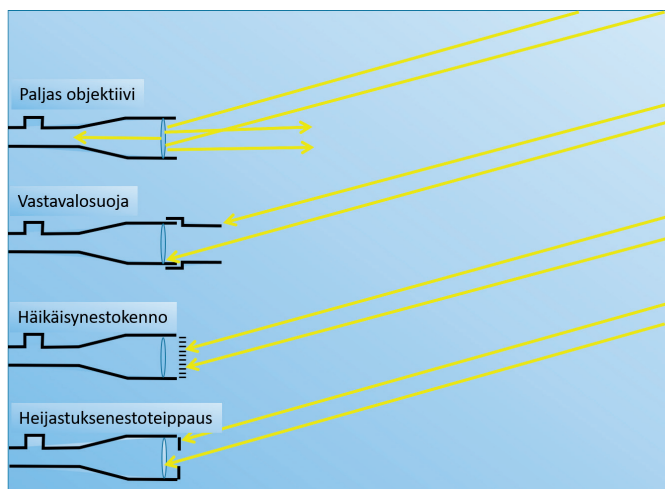 Paljas objektiivi
Vastavalosuoja
Häikäisynestokenno
Heijastuksenestoteippaus